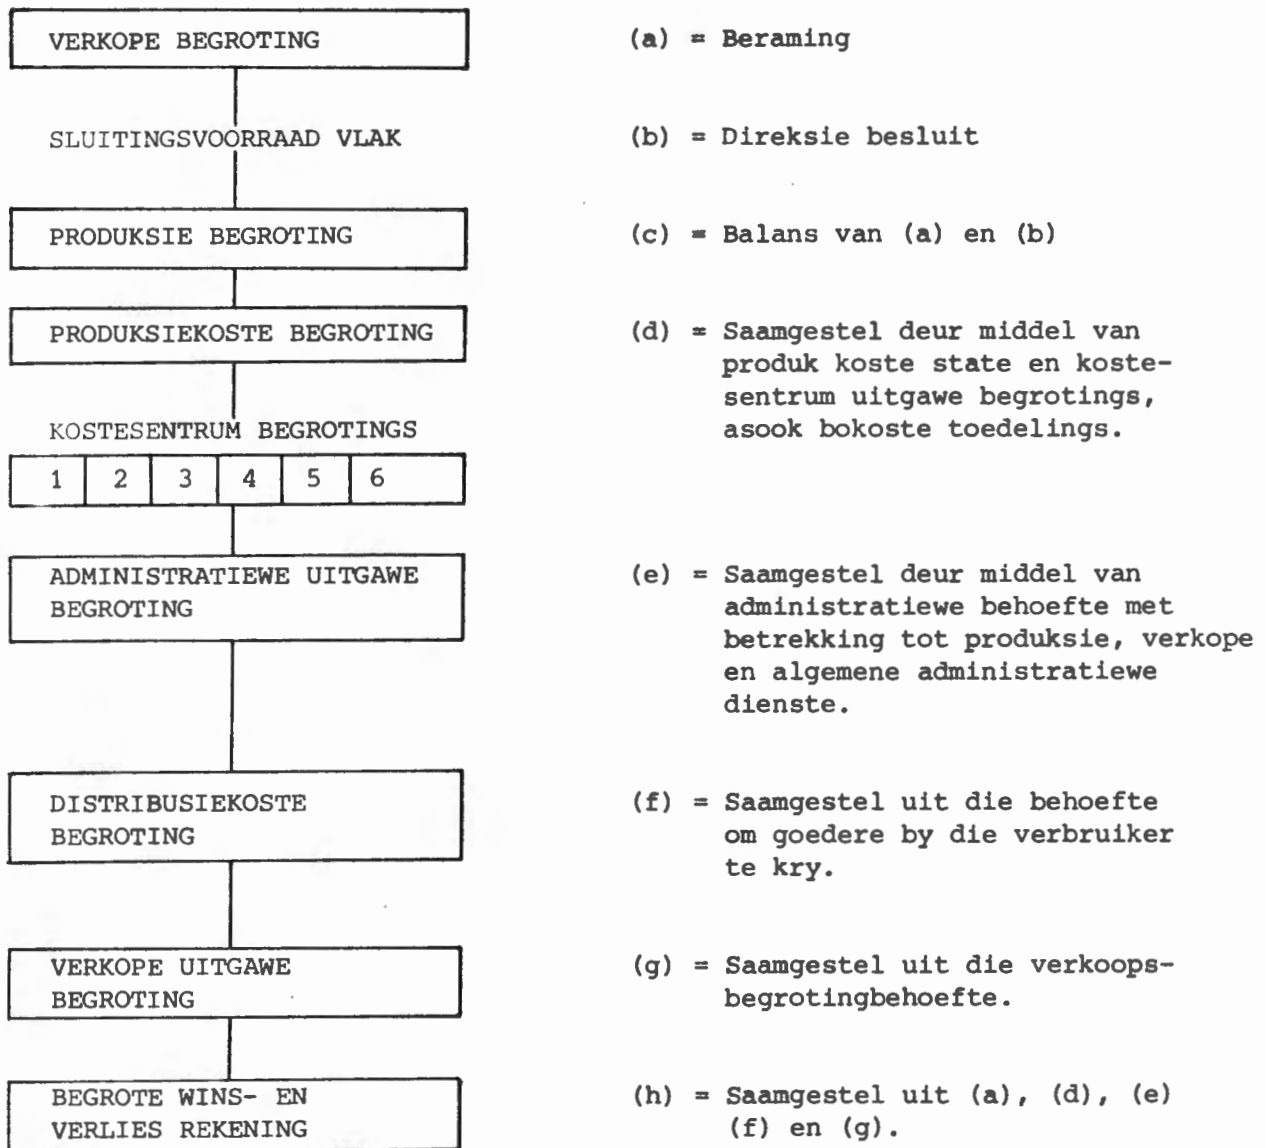 VERKOPE BEGROTING
(a) = Beraming
SLUITINGSVOORRAAD VLAK
(b) = Direksie besluit
PRODUKSIE BEGROTING
(c) = Balans van (a) en (b)
PRODUKSIEKOSTE BEGROTING
(d) = Saamgestel deur middel van
produk koste state en koste-
sentrum uitgawe begrotings,
asook bokoste toedelings.
KOSTESENTRUM BEGROTINGS
1 2 3 4 5 6
ADMINISTRATIEWE UITGAWE
BEGROTING
(e) = Saamgestel deur middel van
administratiewe behoefte met
betrekking tot produksie, verkope
en algemene administratiewe
dienste.
DISTRIBUSIEKOSTE
BEGROTING
(f) = Saamgestel uit die behoefte
om goedere by die verbruiker
te kry.
VERKOPE UITGAWE
BEGROTING
(g) = Saamgestel uit die verkoops-
begrotingbehoefte.
BEGROTE WINS- EN
VERLIES REKENING
(h) = Saamgestel uit (a), (d), (e)
(f) en (g).